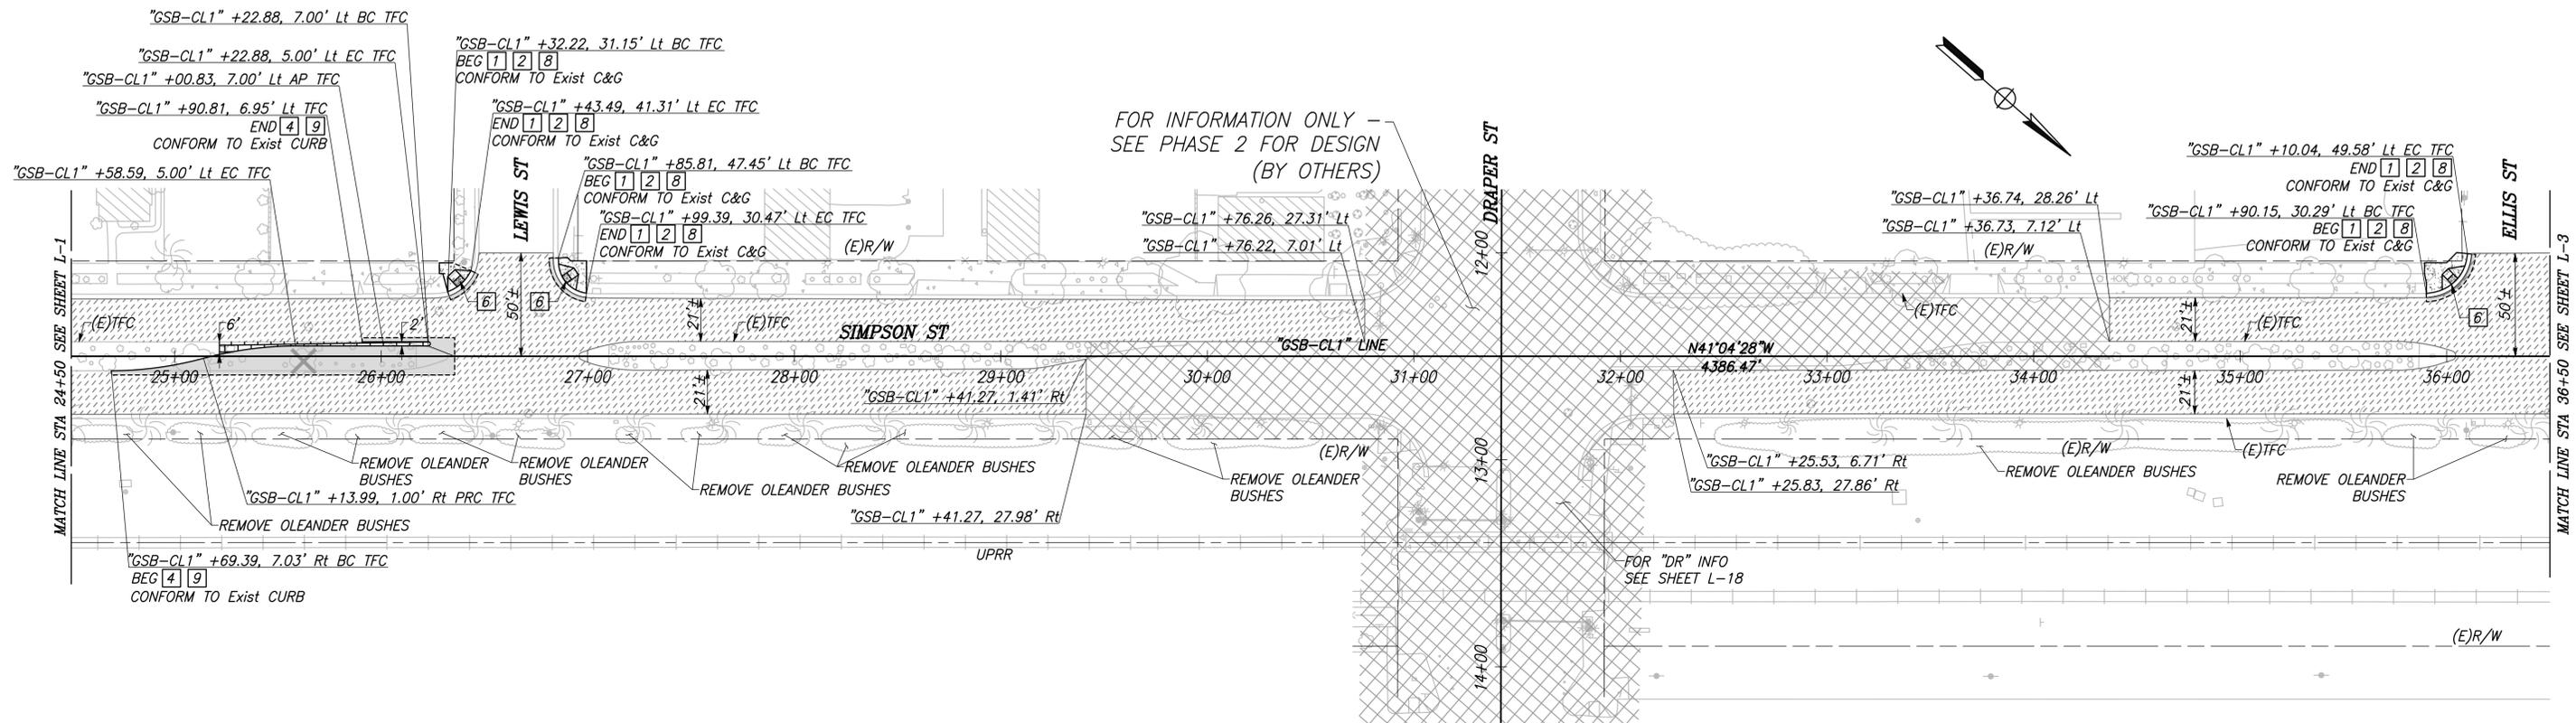 "GSB-CL1" +22.88, 7.00' Lt BC TFC
"GSB-CL1" +22.88, 5.00' Lt EC TFC
"GSB-CL1" +00.83, 7.00' Lt AP TFC
"GSB-CL1" +90.81, 6.95' Lt TFC
END 4 9
CONFORM TO Exist CURB
"GSB-CL1" +58.59, 5.00' Lt EC TFC
"GSB-CL1" +32.22, 31.15' Lt BC TFC
BEG 1 2 8
CONFORM TO Exist C&G
"GSB-CL1" +43.49, 41.31' Lt EC TFC
END 1 2 8
CONFORM TO Exist C&G
LEWIS ST
"GSB-CL1" +85.81, 47.45' Lt BC TFC
BEG 1 2 8
CONFORM TO Exist C&G
"GSB-CL1" +99.39, 30.47' Lt EC TFC
END 1 2 8
CONFORM TO Exist C&G
(E)R/W
FOR INFORMATION ONLY –
SEE PHASE 2 FOR DESIGN
(BY OTHERS)
"GSB-CL1" +76.26, 27.31' Lt
"GSB-CL1" +76.22, 7.01' Lt
DRAPER ST
12+00
"GSB-CL1" +36.74, 28.26' Lt
"GSB-CL1" +36.73, 7.12' Lt
(E)R/W
"GSB-CL1" +10.04, 49.58' Lt EC TFC
END 1 2 8
CONFORM TO Exist C&G
"GSB-CL1" +90.15, 30.29' Lt BC TFC
BEG 1 2 8
CONFORM TO Exist C&G
ELLIS ST
MATCH LINE STA 24+50 SEE SHEET L-1
MATCH LINE STA 36+50 SEE SHEET L-3
6
6
50'±
6
50'±
(E)TFC
6'
2'
21'±
(E)TFC
SIMPSON ST
"GSB-CL1" LINE
N41°04'28"W
4386.47'
(E)TFC
21'±
(E)TFC
25+00
26+00
27+00
28+00
29+00
30+00
31+00
32+00
33+00
34+00
35+00
36+00
21'±
21'±
"GSB-CL1" +41.27, 1.41' Rt
REMOVE OLEANDER
BUSHES
REMOVE OLEANDER
BUSHES
REMOVE OLEANDER BUSHES
REMOVE OLEANDER BUSHES
(E)R/W
REMOVE OLEANDER
BUSHES
13+00
"GSB-CL1" +25.53, 6.71' Rt
"GSB-CL1" +25.83, 27.86' Rt
(E)R/W
REMOVE OLEANDER BUSHES
(E)TFC
REMOVE OLEANDER
BUSHES
"GSB-CL1" +13.99, 1.00' Rt PRC TFC
REMOVE OLEANDER BUSHES
"GSB-CL1" +41.27, 27.98' Rt
"GSB-CL1" +69.39, 7.03' Rt BC TFC
BEG 4 9
CONFORM TO Exist CURB
UPRR
FOR "DR" INFO
SEE SHEET L-18
14+00
(E)R/W